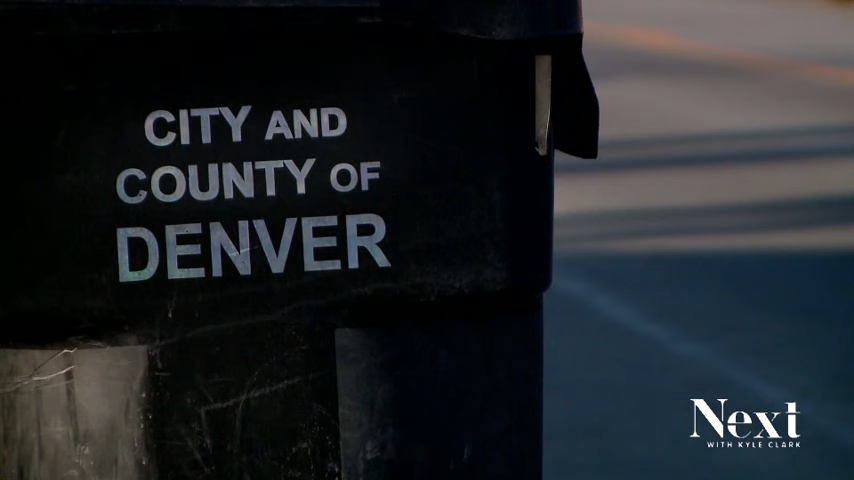 CITY AND
COUNTY OF
DENVER
Next
WITH KYLE CLARK